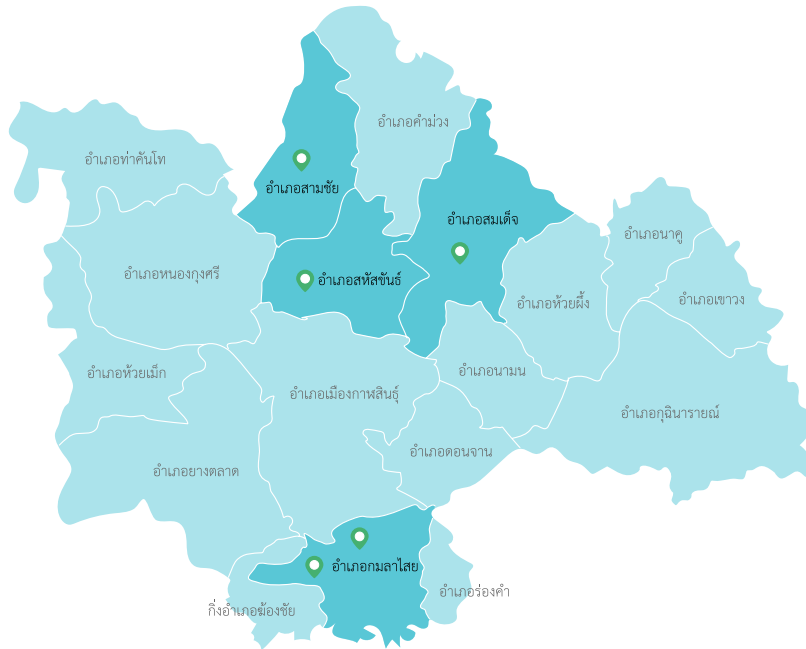 อำเภอคำม่วง
อำเภอท่าคันโท
อำเภอสามชัย
อำเภอสมเด็จ
อำเภอนาคู
อำเภอหนองกุงศรี
อำเภอสหัสขันธ์
อำเภอห้วยผึ้ง
อำเภอเขาวง
อำเภอห้วยเม็ก
อำเภอนามน
อำเภอเมืองกาฬสินธุ์
อำเภอกุฉินารายณ์
อำเภอดอนจาน
อำเภอยางตลาด
อำเภอกมลาไสย
อำเภอร่องคำ
กิ่งอำเภอฆ้องชัย